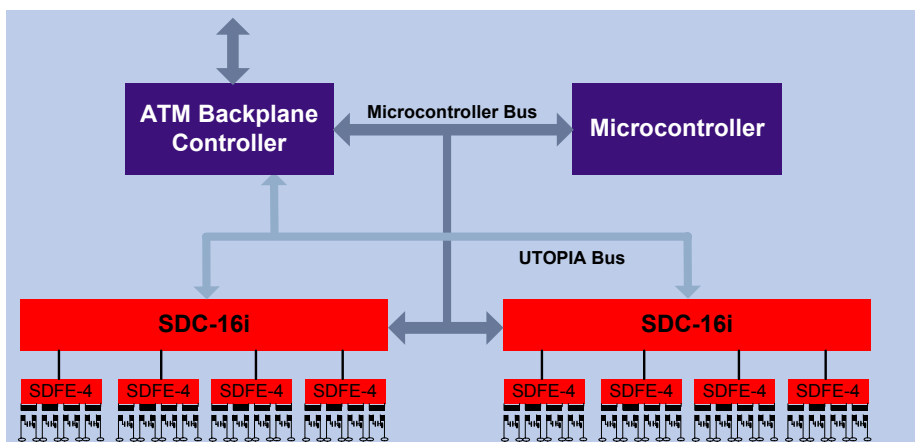 ATM Backplane
Controller
Microcontroller Bus
Microcontroller
UTOPIA Bus
SDC-16i
SDC-16i
SDFE-4
SDFE-4
SDFE-4
SDFE-4
SDFE-4
SDFE-4
SDFE-4
SDFE-4